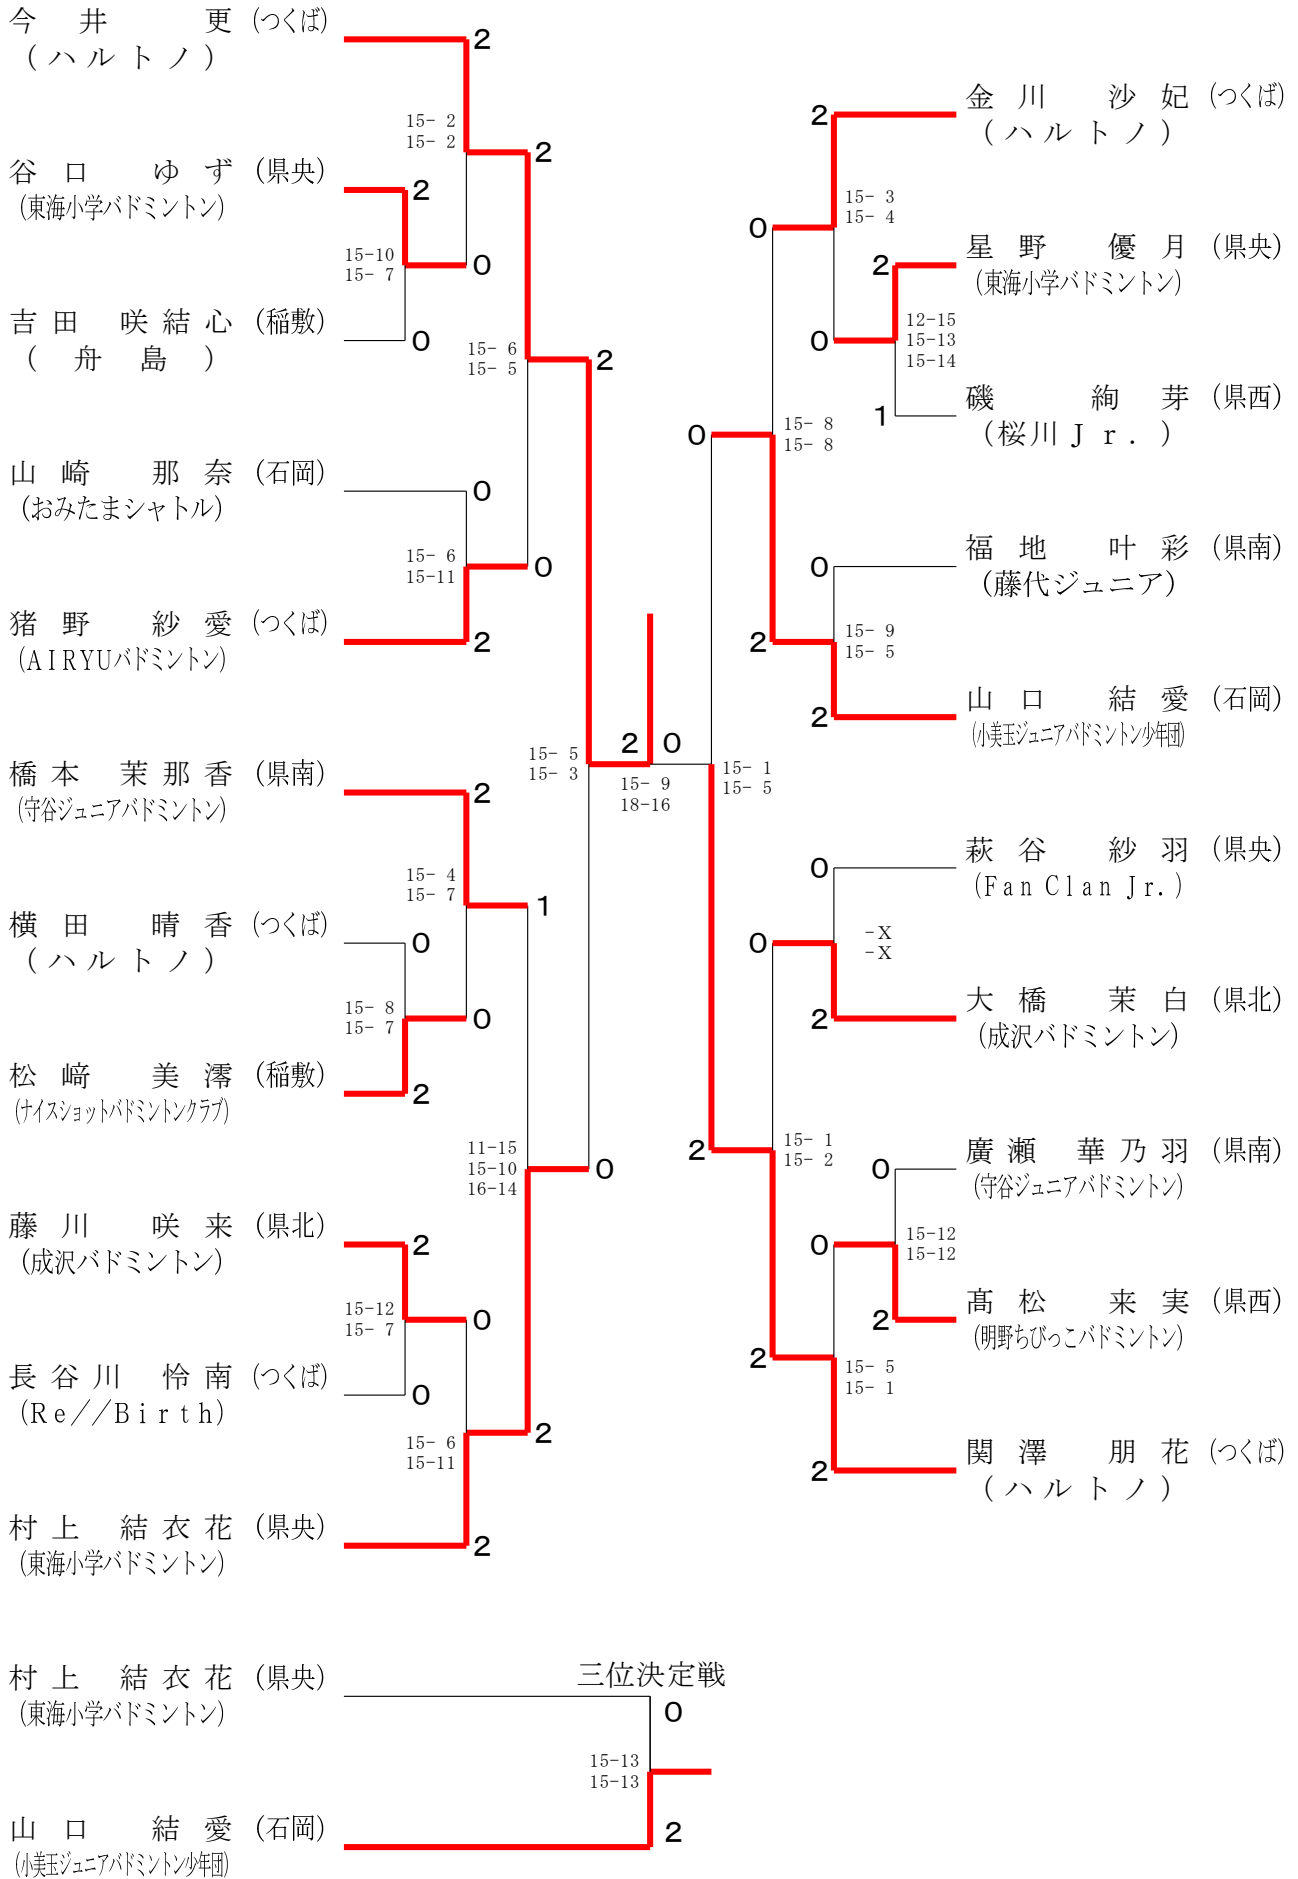 今井 更 (つくば)
(ハルトノ)
2
15- 2
15- 2
2
谷口 ゆず (県央)
(東海小学バドミントン)
2
15-10
15- 7
0
吉田 咲結心 (稲敷)
(舟島)
0
15- 6
15- 5
2
山崎 那奈 (石岡)
(おみたまシャトル)
0
15- 6
15-11
0
猪野 紗愛 (つくば)
(AIRYUバドミントン)
2
15- 5
15- 3
橋本 茉那香 (県南)
(守谷ジュニアバドミントン)
2
15- 4
15- 7
1
横田 晴香 (つくば)
(ハルトノ)
0
15- 8
15- 7
0
松﨑 美澪 (稲敷)
(ナイスショットバドミントンクラブ)
2
11-15
15-10
16-14
0
藤川 咲来 (県北)
(成沢バドミントン)
2
15-12
15- 7
0
長谷川 怜南 (つくば)
(Re//Birth)
0
15- 6
15-11
2
村上 結衣花 (県央)
(東海小学バドミントン)
2
2 0
15- 9
18-16
金川 沙妃 (つくば)
(ハルトノ)
2
15- 3
15- 4
0
星野 優月 (県央)
(東海小学バドミントン)
2
12-15
15-13
15-14
0
磯 絢芽 (県西)
(桜川Jr.)
1
15- 8
15- 8
0
福地 叶彩 (県南)
(藤代ジュニア)
0
15- 9
15- 5
2
山口 結愛 (石岡)
(小美玉ジュニアバドミントン少年団)
2
15- 1
15- 5
萩谷 紗羽 (県央)
(Fan Clan Jr.)
0
-X
-X
0
大橋 茉白 (県北)
(成沢バドミントン)
2
15- 1
15- 2
2
廣瀬 華乃羽 (県南)
(守谷ジュニアバドミントン)
0
15-12
15-12
0
髙松 来実 (県西)
(明野ちびっこバドミントン)
2
15- 5
15- 1
2
関澤 朋花 (つくば)
(ハルトノ)
2
三位決定戦
村上 結衣花 (県央)
(東海小学バドミントン)
0
15-13
15-13
山口 結愛 (石岡)
(小美玉ジュニアバドミントン少年団)
2